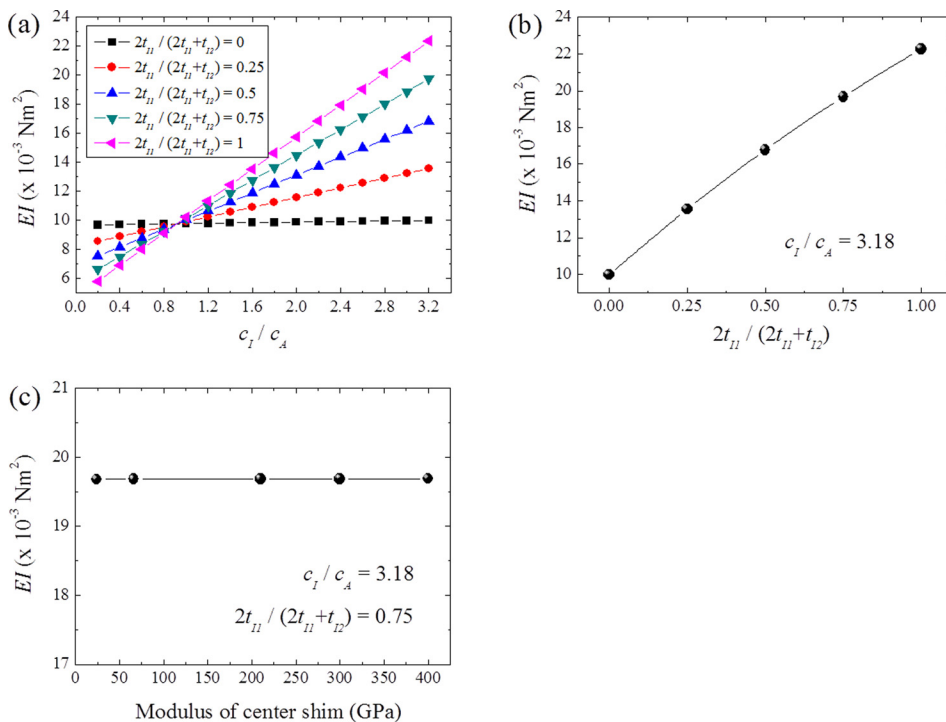 (a)
24
22
20
18
16
14
12
10
8
6
EI (x 10⁻³ Nm²)
2t_I1 / (2t_I1+t_I2) = 0
2t_I1 / (2t_I1+t_I2) = 0.25
2t_I1 / (2t_I1+t_I2) = 0.5
2t_I1 / (2t_I1+t_I2) = 0.75
2t_I1 / (2t_I1+t_I2) = 1
0.0 0.4 0.8 1.2 1.6 2.0 2.4 2.8 3.2
c_I / c_A
(b)
24
22
20
18
16
14
12
10
EI (x 10⁻³ Nm²)
c_I / c_A = 3.18
0.00 0.25 0.50 0.75 1.00
2t_I1 / (2t_I1+t_I2)
(c)
21
20
19
18
17
EI (x 10⁻³ Nm²)
c_I / c_A = 3.18
2t_I1 / (2t_I1+t_I2) = 0.75
0 50 100 150 200 250 300 350 400
Modulus of center shim (GPa)